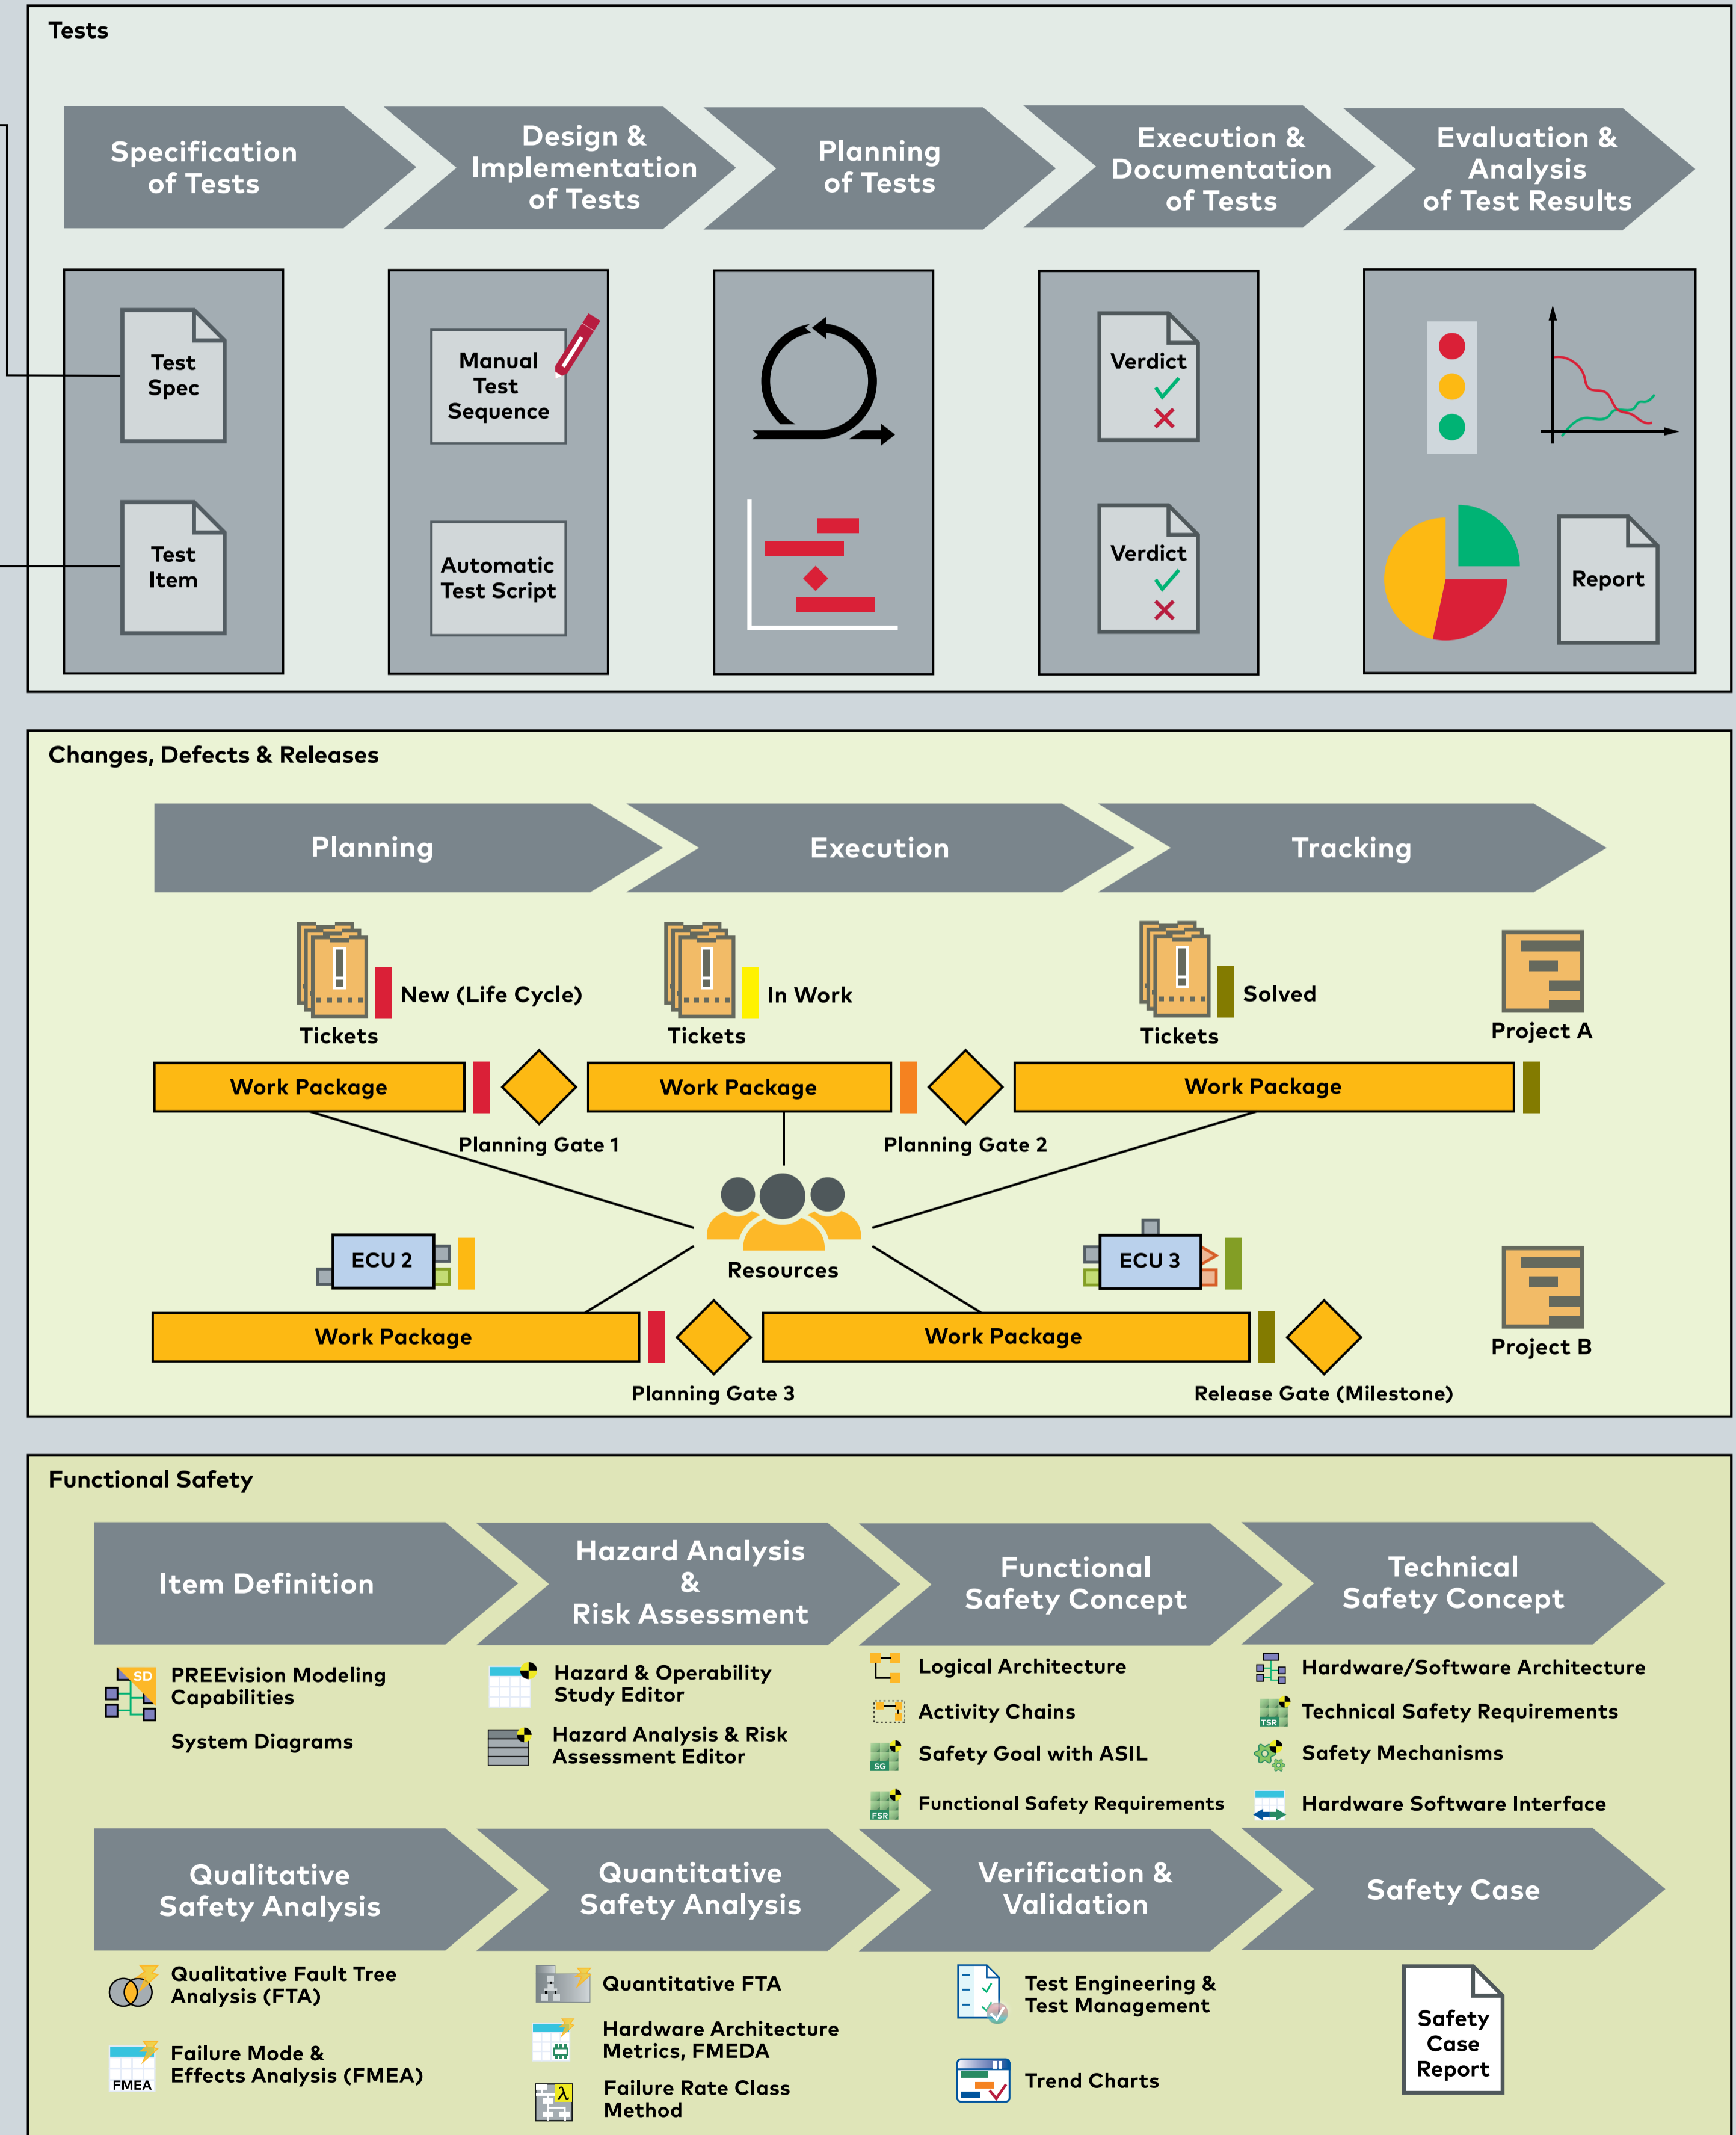 Tests
Specification
of Tests
Design &
Implementation
of Tests
Planning
of Tests
Execution &
Documentation
of Tests
Evaluation &
Analysis
of Test Results
Test
Spec
Manual
Test
Sequence
Verdict
Test
Item
Automatic
Test Script
Verdict
Report
Changes, Defects & Releases
Planning
Execution
Tracking
New (Life Cycle)
Tickets
In Work
Tickets
Solved
Tickets
Project A
Work Package
Work Package
Work Package
Planning Gate 1
Planning Gate 2
Resources
ECU 2
ECU 3
Work Package
Work Package
Project B
Planning Gate 3
Release Gate (Milestone)
Functional Safety
Item Definition
Hazard Analysis
&
Risk Assessment
Functional
Safety Concept
Technical
Safety Concept
SD
PREEvision Modeling
Capabilities
System Diagrams
Hazard & Operability
Study Editor
Hazard Analysis & Risk
Assessment Editor
Logical Architecture
Activity Chains
SG
Safety Goal with ASIL
FSR
Functional Safety Requirements
Hardware/Software Architecture
TSR
Technical Safety Requirements
Safety Mechanisms
Hardware Software Interface
Qualitative
Safety Analysis
Quantitative
Safety Analysis
Verification &
Validation
Safety Case
Qualitative Fault Tree
Analysis (FTA)
FMEA
Failure Mode &
Effects Analysis (FMEA)
Quantitative FTA
Hardware Architecture
Metrics, FMEDA
λ
Failure Rate Class
Method
Test Engineering &
Test Management
Trend Charts
Safety
Case
Report